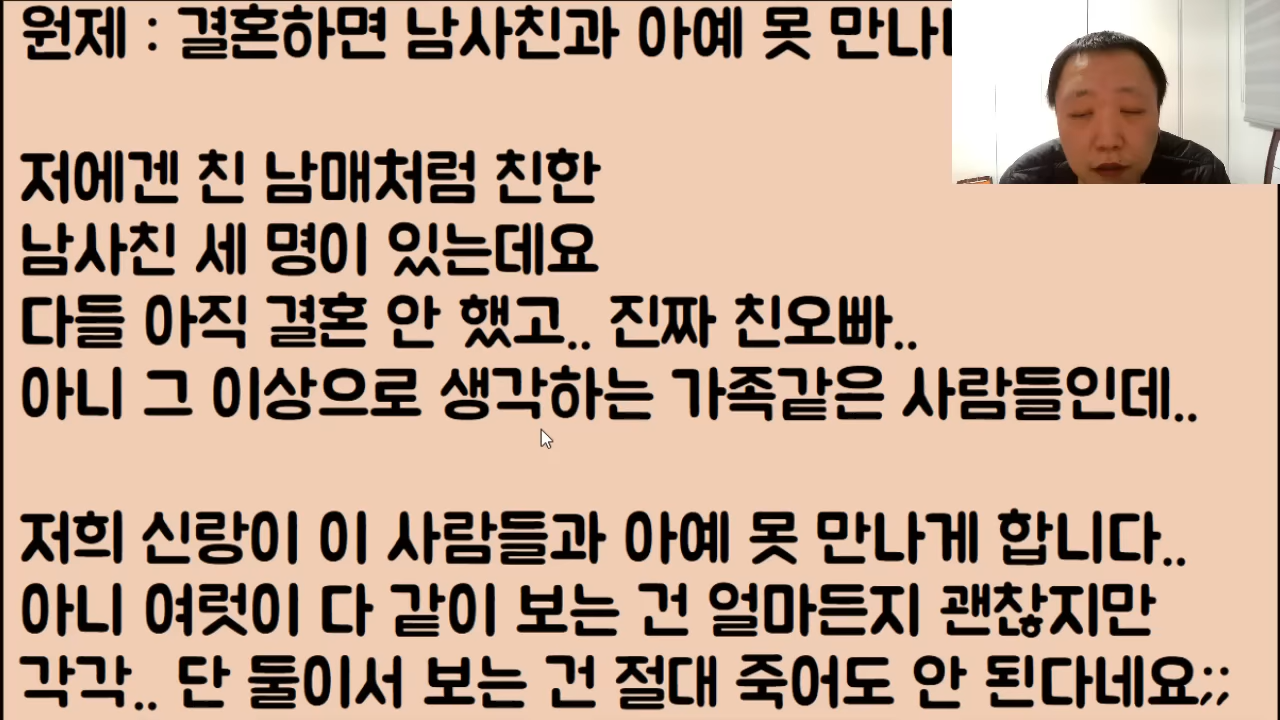 원제 : 결혼하면 남사친과 아예 못 만나
저에겐 친 남매처럼 친한
남사친 세 명이 있는데요
다들 아직 결혼 안 했고.. 진짜 친오빠..
아니 그 이상으로 생각하는 가족같은 사람들인데..
저희 신랑이 이 사람들과 아예 못 만나게 합니다..
아니 여럿이 다 같이 보는 건 얼마든지 괜찮지만
각각.. 단 둘이서 보는 건 절대 죽어도 안 된다네요;;